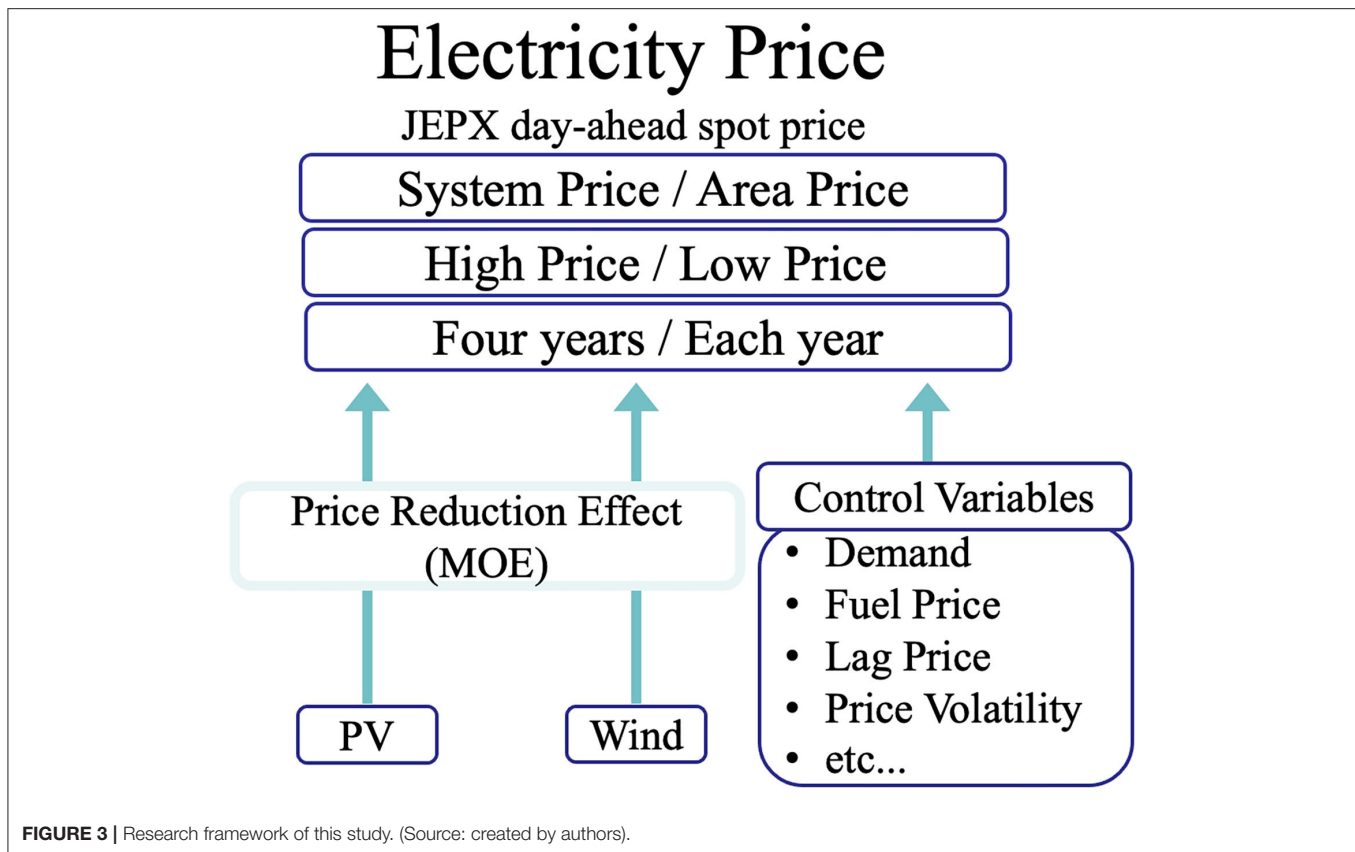 Electricity Price
JEPX day-ahead spot price
System Price / Area Price
High Price / Low Price
Four years / Each year
Price Reduction Effect
(MOE)
PV
Wind
Control Variables
• Demand
• Fuel Price
• Lag Price
• Price Volatility
• etc...
FIGURE 3 | Research framework of this study. (Source: created by authors).